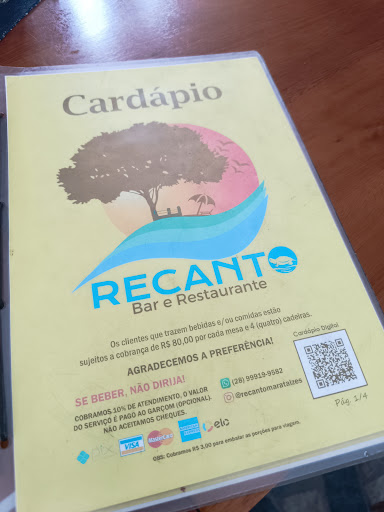 Cardápio
RECANTO
Bar e Restaurante
Os clientes que trazem bebidas e/ou comidas estão
sujeitos a cobrança de R$ 80,00 por cada mesa e 4 (quatro) cadeiras.
AGRADECEMOS A PREFERÊNCIA!
Cardápio Digital
SE BEBER, NÃO DIRIJA!
(28) 99919-9582
@recantomarataizes
COBRAMOS 10% DE ATENDIMENTO, O VALOR
DO SERVIÇO É PAGO AO GARÇOM (OPCIONAL).
NÃO ACEITAMOS CHEQUES.
Pág. 1/4
pix VISA elo
OBS: Cobramos R$ 3,00 para embalar as porções para viagem.